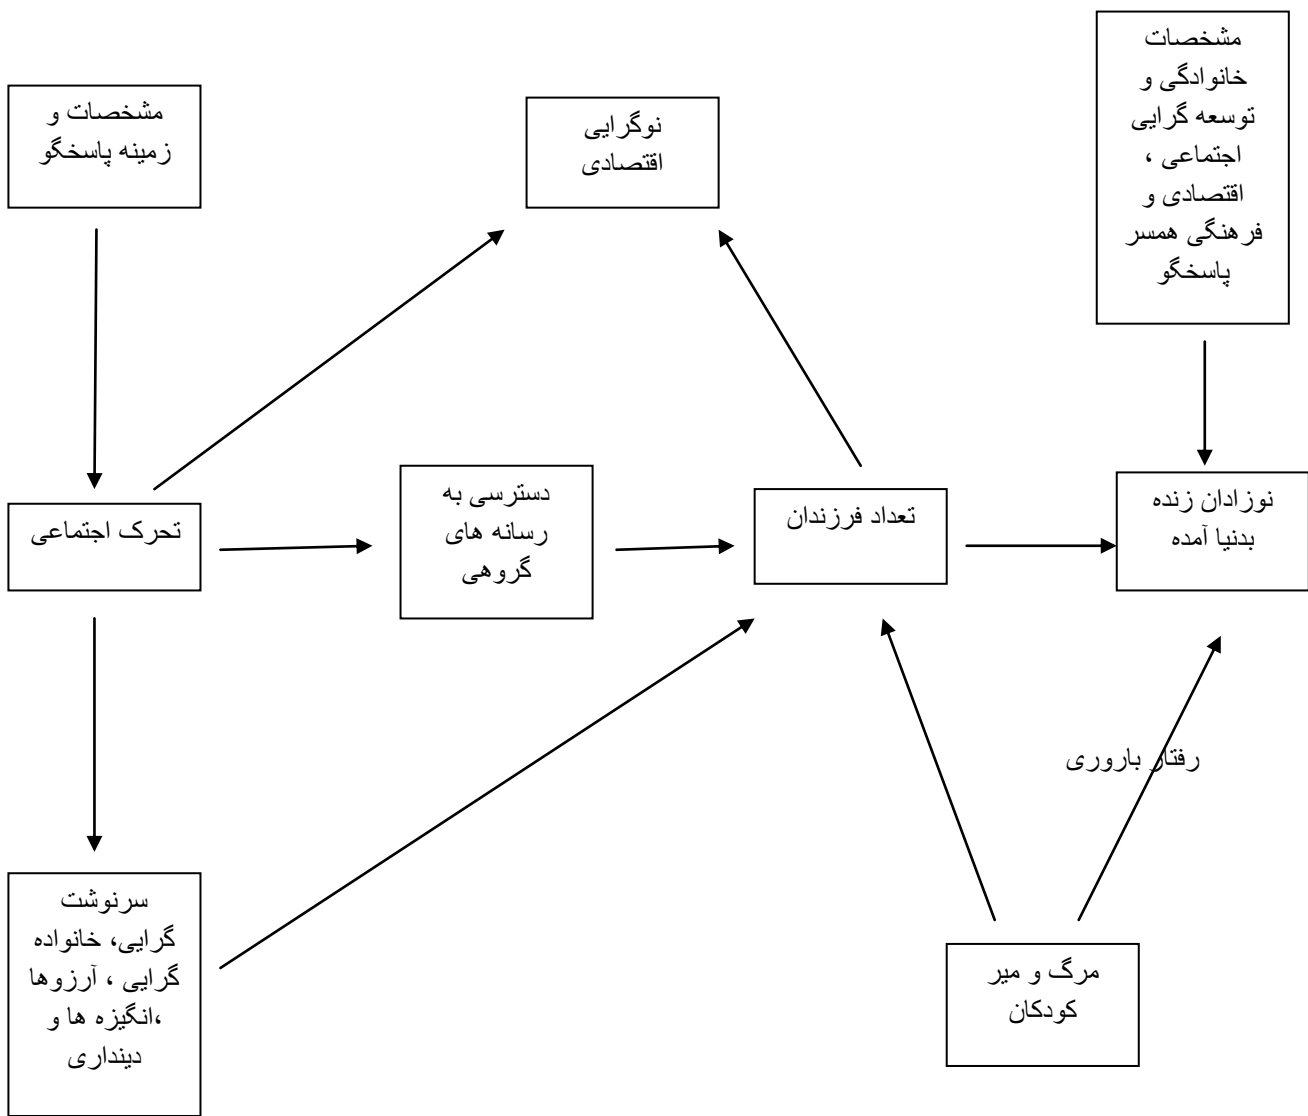 مشخصات
خانوادگی و
توسعه گرایی
اجتماعی ،
اقتصادی و
فرهنگی همسر
پاسخگو
نوگرایی
اقتصادی
مشخصات و
زمینه پاسخگو
نوزادان زنده
بدنیا آمده
تعداد فرزندان
دسترسی به
رسانه های
گروهی
تحرک اجتماعی
رفتار باروری
مرگ و میر
کودکان
سرنوشت
گرایی، خانواده
گرایی ، آرزوها
،انگیزه ها و
دینداری